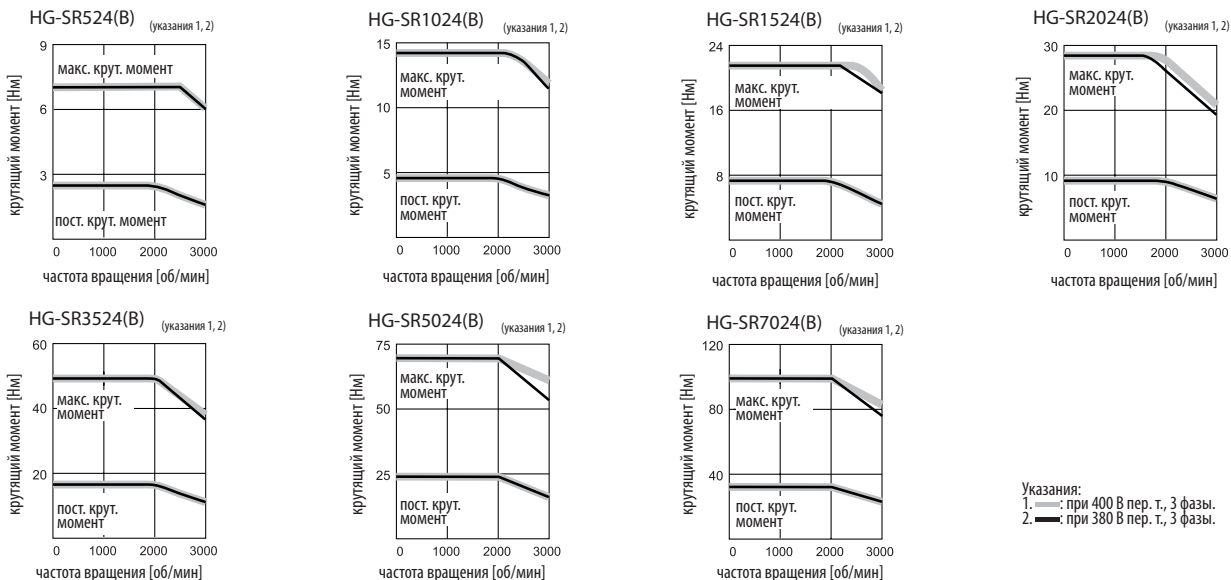 HG-SR524(B) (указания 1, 2)
крутящий момент [Нм]
9
6
3
макс. крут. момент
пост. крут. момент
0 1000 2000 3000
частота вращения [об/мин]
HG-SR1024(B) (указания 1, 2)
крутящий момент [Нм]
15
10
5
макс. крут.
момент
пост. крут.
момент
0 1000 2000 3000
частота вращения [об/мин]
HG-SR1524(B) (указания 1, 2)
крутящий момент [Нм]
24
16
8
макс. крут.
момент
пост. крут.
момент
0 1000 2000 3000
частота вращения [об/мин]
HG-SR2024(B) (указания 1, 2)
крутящий момент [Нм]
30
20
10
макс. крут.
момент
пост. крут.
момент
0 1000 2000 3000
частота вращения [об/мин]
HG-SR3524(B) (указания 1, 2)
крутящий момент [Нм]
60
40
20
макс. крут.
момент
пост. крут.
момент
0 1000 2000 3000
частота вращения [об/мин]
HG-SR5024(B) (указания 1, 2)
крутящий момент [Нм]
75
50
25
макс. крут.
момент
пост. крут.
момент
0 1000 2000 3000
частота вращения [об/мин]
HG-SR7024(B) (указания 1, 2)
крутящий момент [Нм]
120
80
40
макс. крут.
момент
пост. крут.
момент
0 1000 2000 3000
частота вращения [об/мин]
Указания:
1. : при 400 В пер. т., 3 фазы.
2. : при 380 В пер. т., 3 фазы.